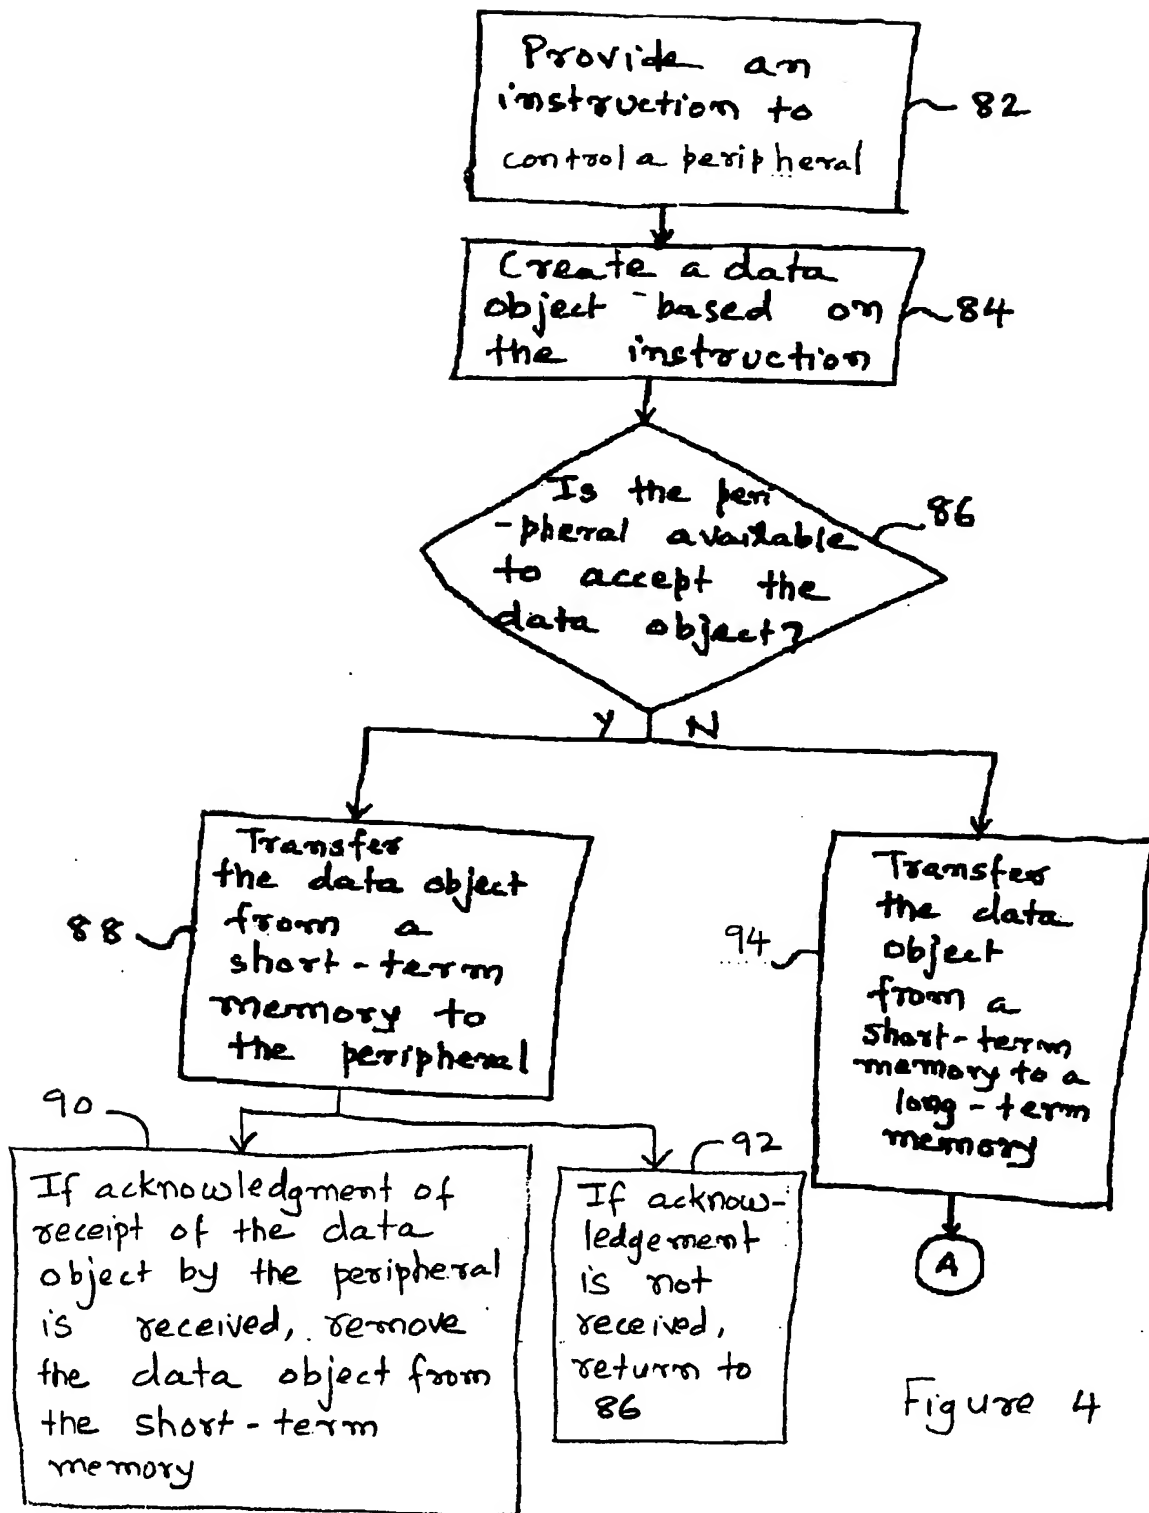 Provide an
instruction to
control a peripheral
82
Create a data
object based on
the instruction
84
Is the peri
-pheral available
to accept the
data object?
86
Y N
Transfer
the data object
from a
short-term
memory to
the peripheral
88
Transfer
the data
object
from a
short-term
memory to a
long-term
memory
94
90
If acknowledgment of
receipt of the data
object by the peripheral
is received, remove
the data object from
the short-term
memory
92
If acknow-
ledgement
is not
received,
return to
86
A
Figure 4